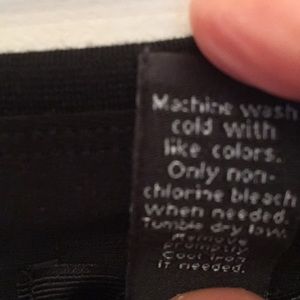 Machine wash
cold with
like colors.
Only non-
chlorine bleach
when needed.
Tumble dry low.
Remove
promptly.
Cool iron
if needed.